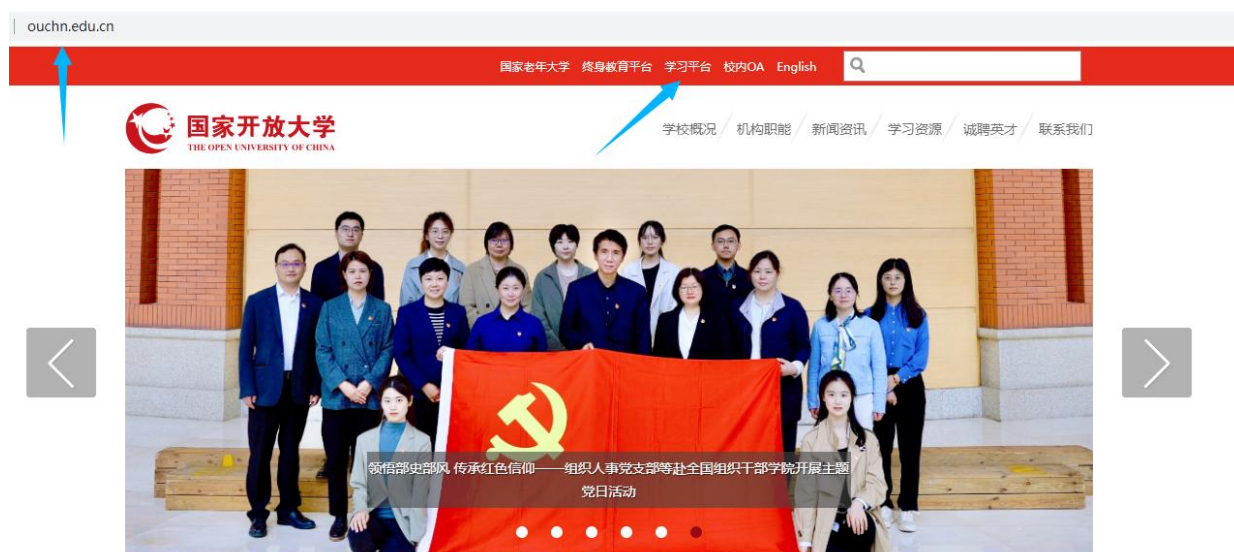 ouchn.edu.cn
国家老年大学 终身教育平台 学习平台 校内OA English
国家开放大学
THE OPEN UNIVERSITY OF CHINA
学校概况 / 机构职能 / 新闻资讯 / 学习资源 / 诚聘英才 / 联系我们
领悟部史部风 传承红色信仰——组织人事党支部等赴全国组织干部学院开展主题
党日活动